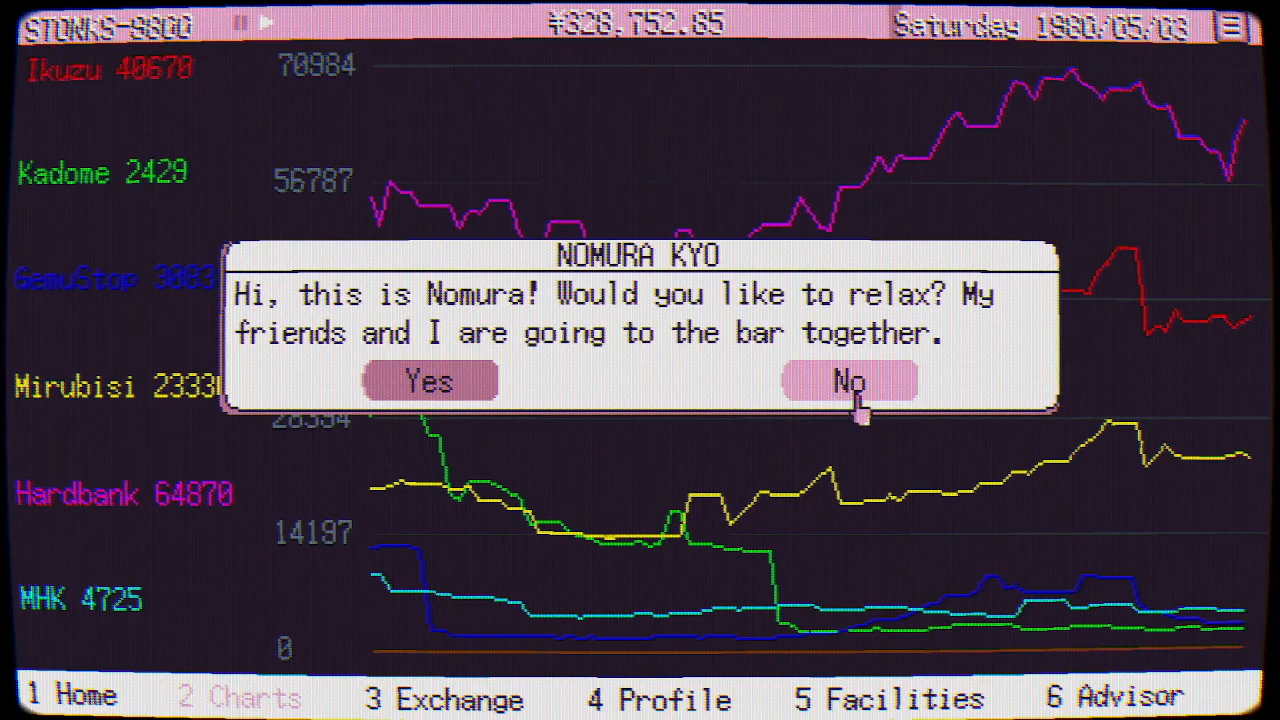 STONKS-9800
¥328,752.85
Saturday 1980/05/03
Ikuzu 40670
70984
Kadome 2429
56787
GemuStop 3083
NOMURA KYO
Hi, this is Nomura! Would you like to relax? My
friends and I are going to the bar together.
Yes
No
Mirubisi 2333
28394
Hardbank 64870
14197
MHK 4725
0
1 Home
2 Charts
3 Exchange
4 Profile
5 Facilities
6 Advisor